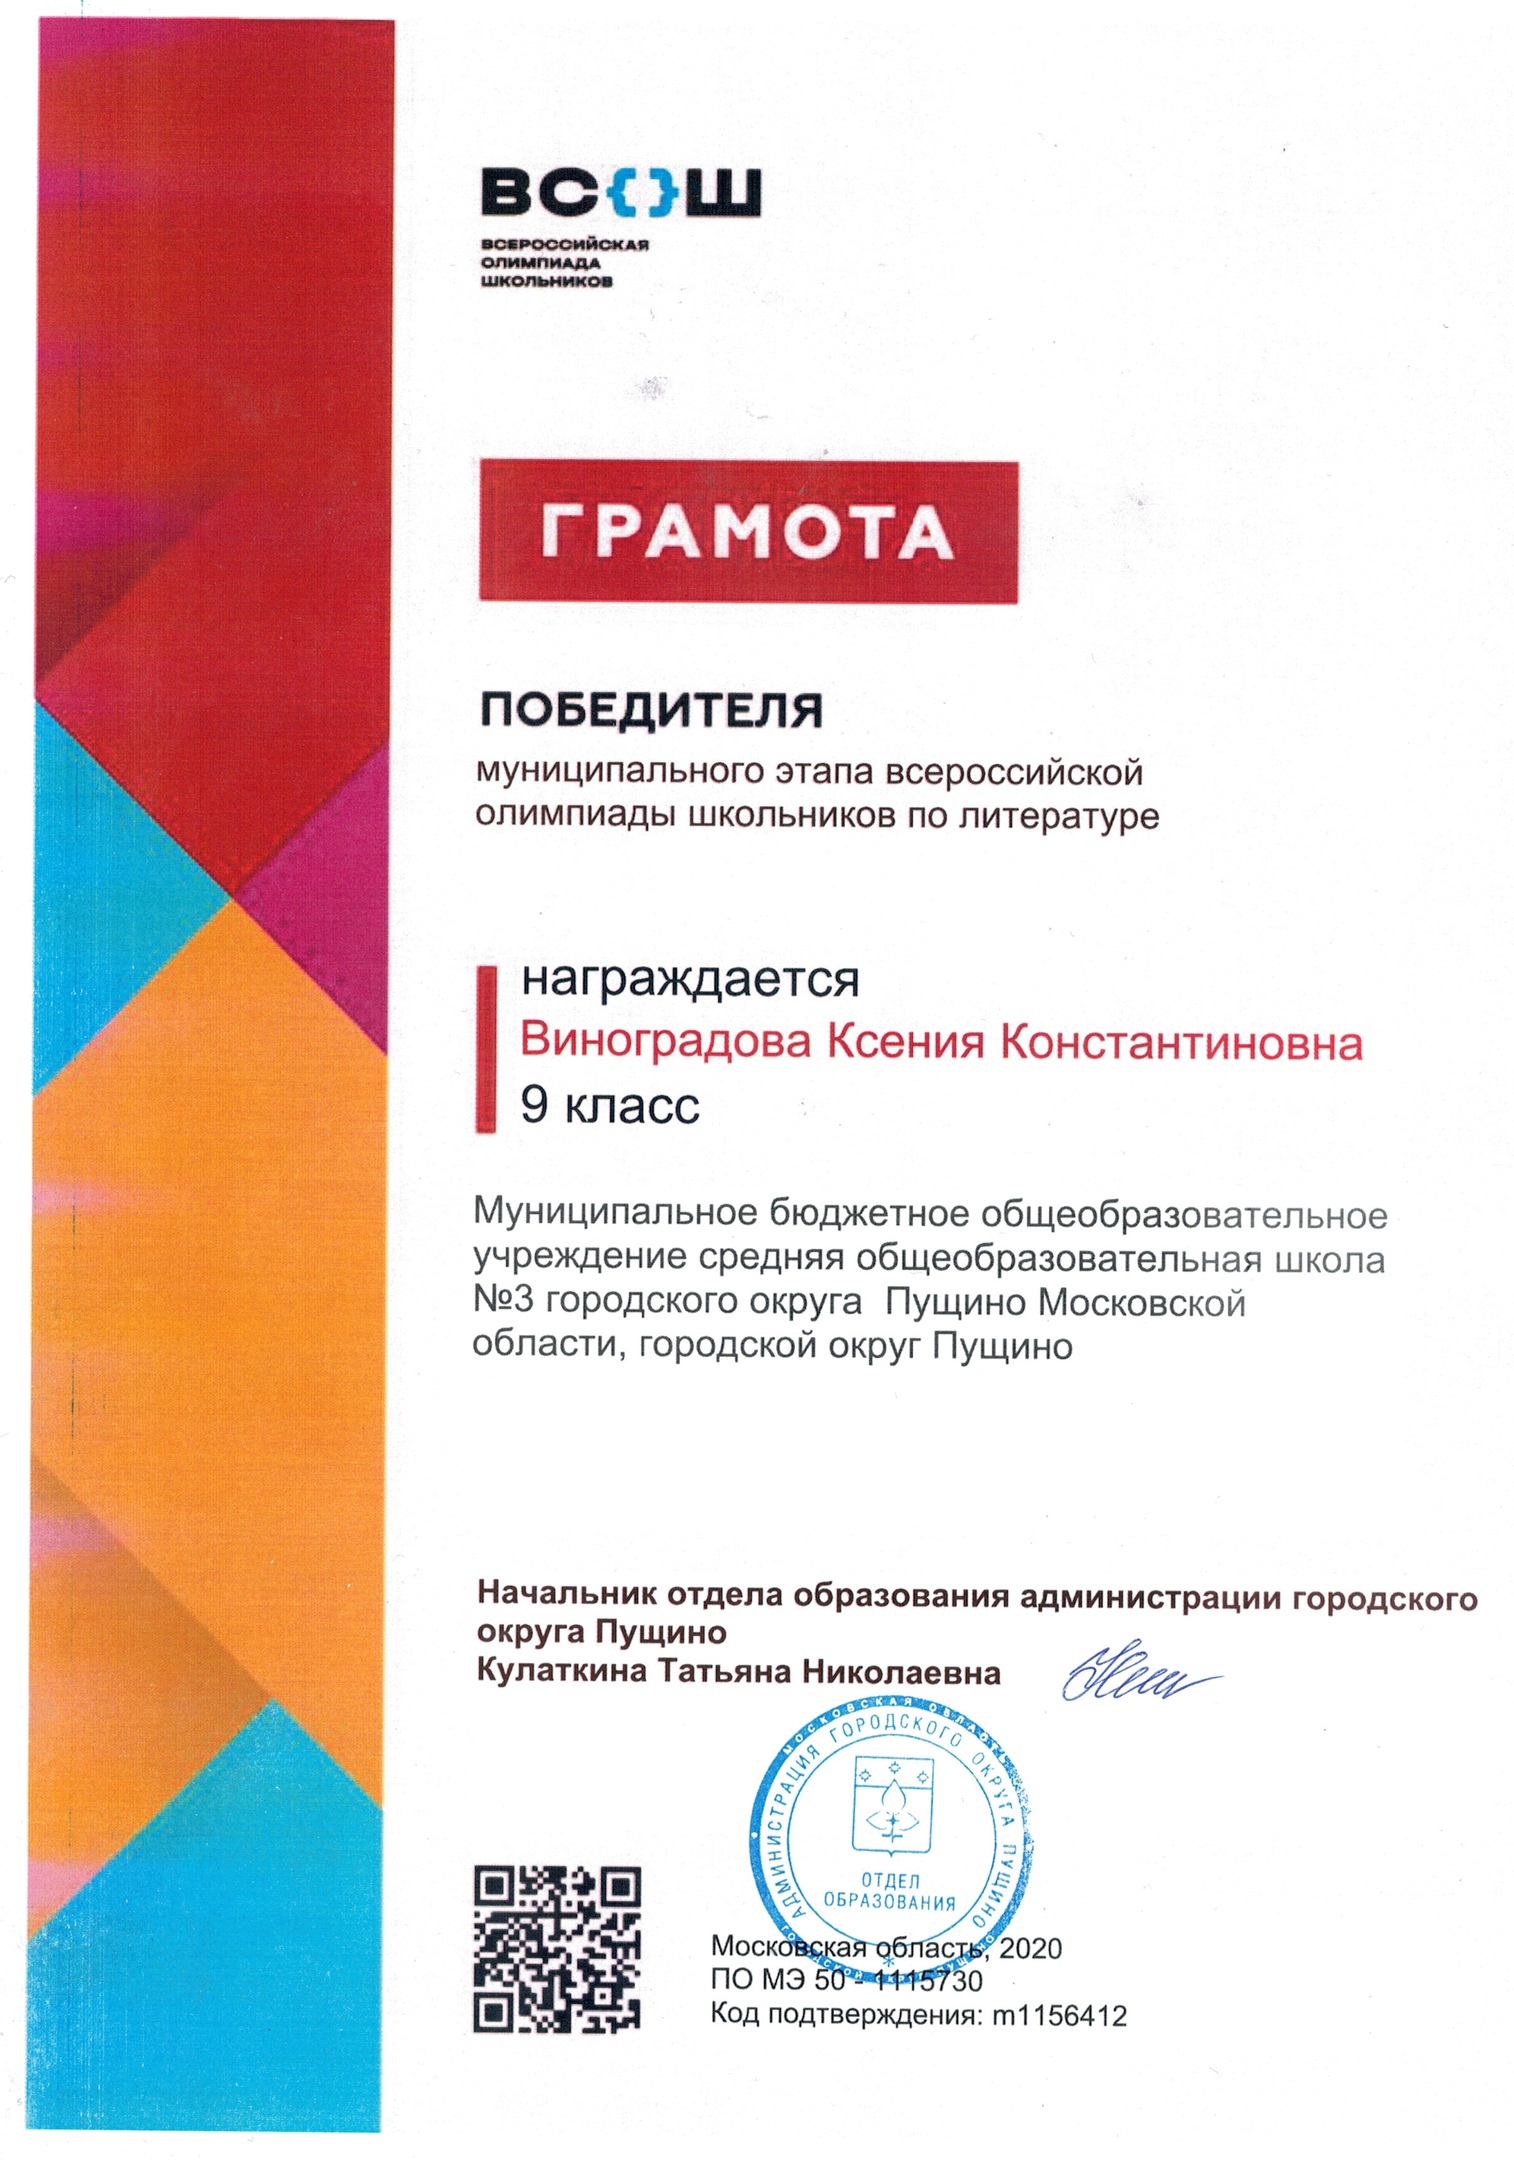 ВС{}Ш
ВСЕРОССИЙСКАЯ
ОЛИМПИАДА
ШКОЛЬНИКОВ
ГРАМОТА
ПОБЕДИТЕЛЯ
муниципального этапа всероссийской
олимпиады школьников по литературе
награждается
Виноградова Ксения Константиновна
9 класс
Муниципальное бюджетное общеобразовательное
учреждение средняя общеобразовательная школа
№3 городского округа Пущино Московской
области, городской округ Пущино
Начальник отдела образования администрации городского
округа Пущино
Кулаткина Татьяна Николаевна
МОСКОВСКАЯ ОБЛАСТЬ
АДМИНИСТРАЦИЯ ГОРОДСКОГО ОКРУГА ПУЩИНО
ГОРОДСКОЙ ОКРУГ ПУЩИНО
ОТДЕЛ
ОБРАЗОВАНИЯ
Московская область, 2020
ПО МЭ 50 - 1115730
Код подтверждения: m1156412